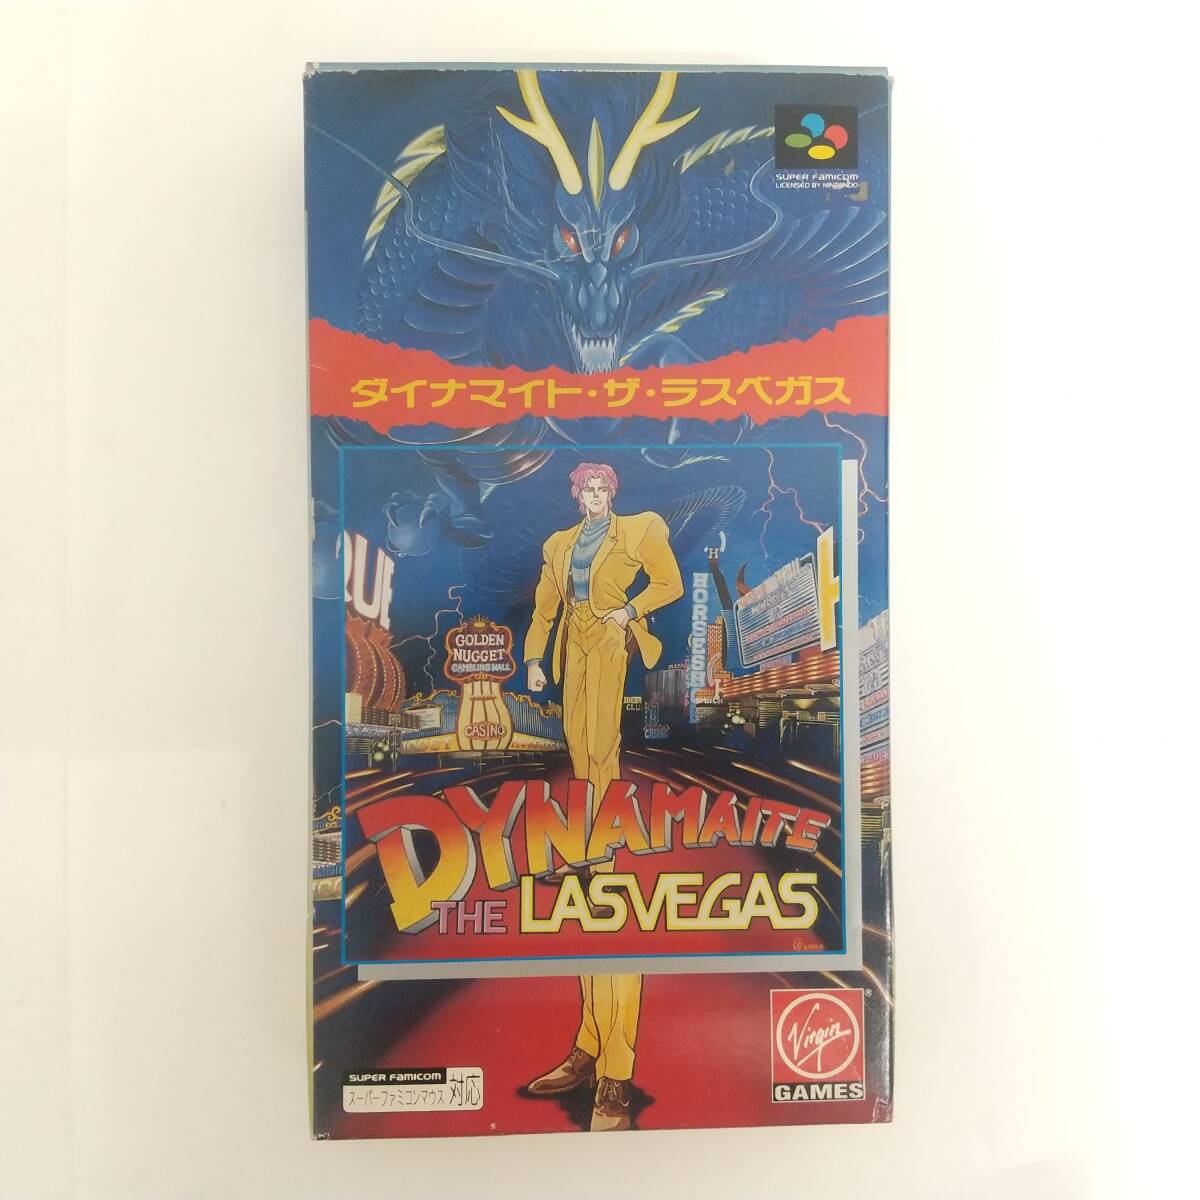 SUPER FAMICOM
LICENSED BY NINTENDO
ダイナマイト・ザ・ラスベガス
QUE
GOLDEN
NUGGET
GAMBLING HALL
CASINO
H
HORSESHOE
CASINO
DYNAMAITE
THE LASVEGAS
Virgin ®
GAMES
SUPER FAMICOM
スーパーファミコンマウス 対応